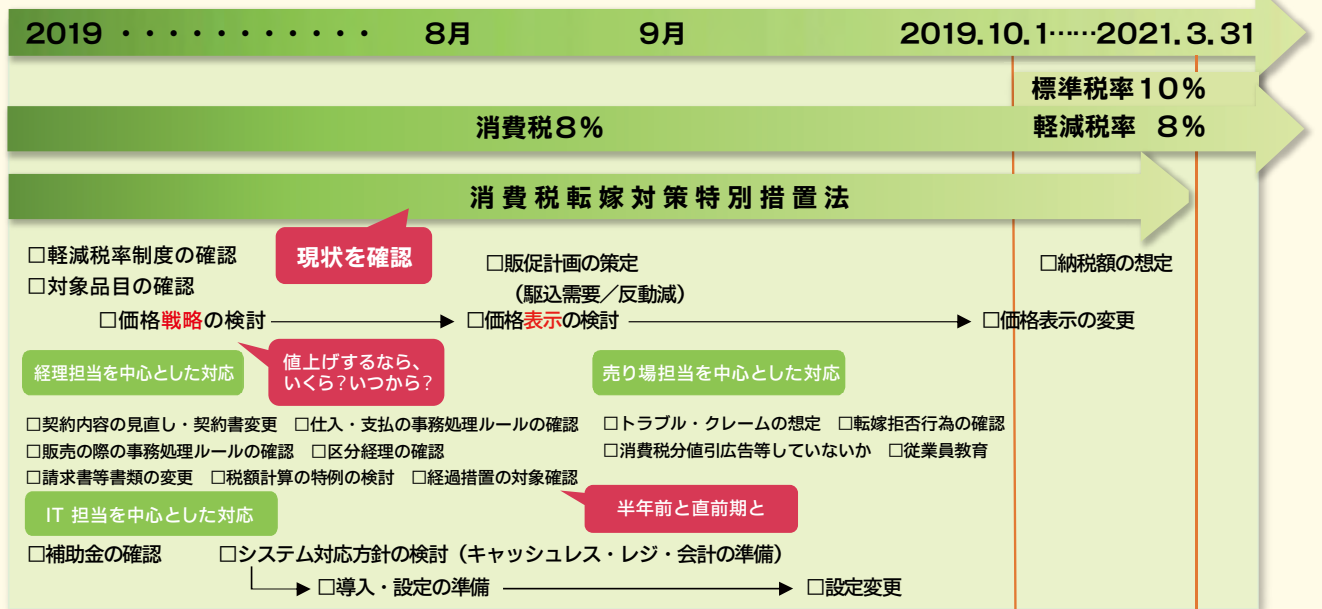 2019 ・・・・・・・・・・・ 8月 9月 2019.10.1……2021.3.31
標準税率10%
消費税8% 軽減税率 8%
消費税転嫁対策特別措置法
□軽減税率制度の確認
□対象品目の確認
現状を確認
□販促計画の策定
(駆込需要/反動減)
□納税額の想定
□価格戦略の検討 □価格表示の検討 □価格表示の変更
経理担当を中心とした対応
値上げするなら、
いくら?いつから?
売り場担当を中心とした対応
□契約内容の見直し・契約書変更 □仕入・支払の事務処理ルールの確認
□販売の際の事務処理ルールの確認 □区分経理の確認
□請求書等書類の変更 □税額計算の特例の検討 □経過措置の対象確認
□トラブル・クレームの想定 □転嫁拒否行為の確認
□消費税分値引広告等していないか □従業員教育
半年前と直前期と
IT 担当を中心とした対応
□補助金の確認 □システム対応方針の検討(キャッシュレス・レジ・会計の準備)
□導入・設定の準備 □設定変更